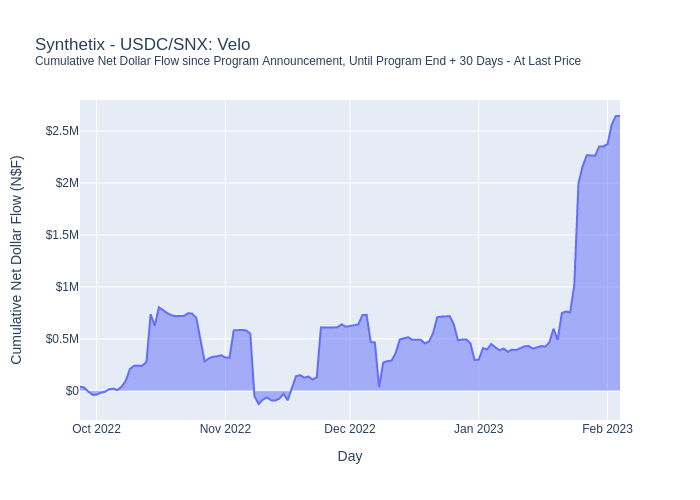 Synthetix - USDC/SNX: Velo
Cumulative Net Dollar Flow since Program Announcement, Until Program End + 30 Days - At Last Price
Cumulative Net Dollar Flow (N$F)
$2.5M
$2M
$1.5M
$1M
$0.5M
$0
Oct 2022 Nov 2022 Dec 2022 Jan 2023 Feb 2023
Day